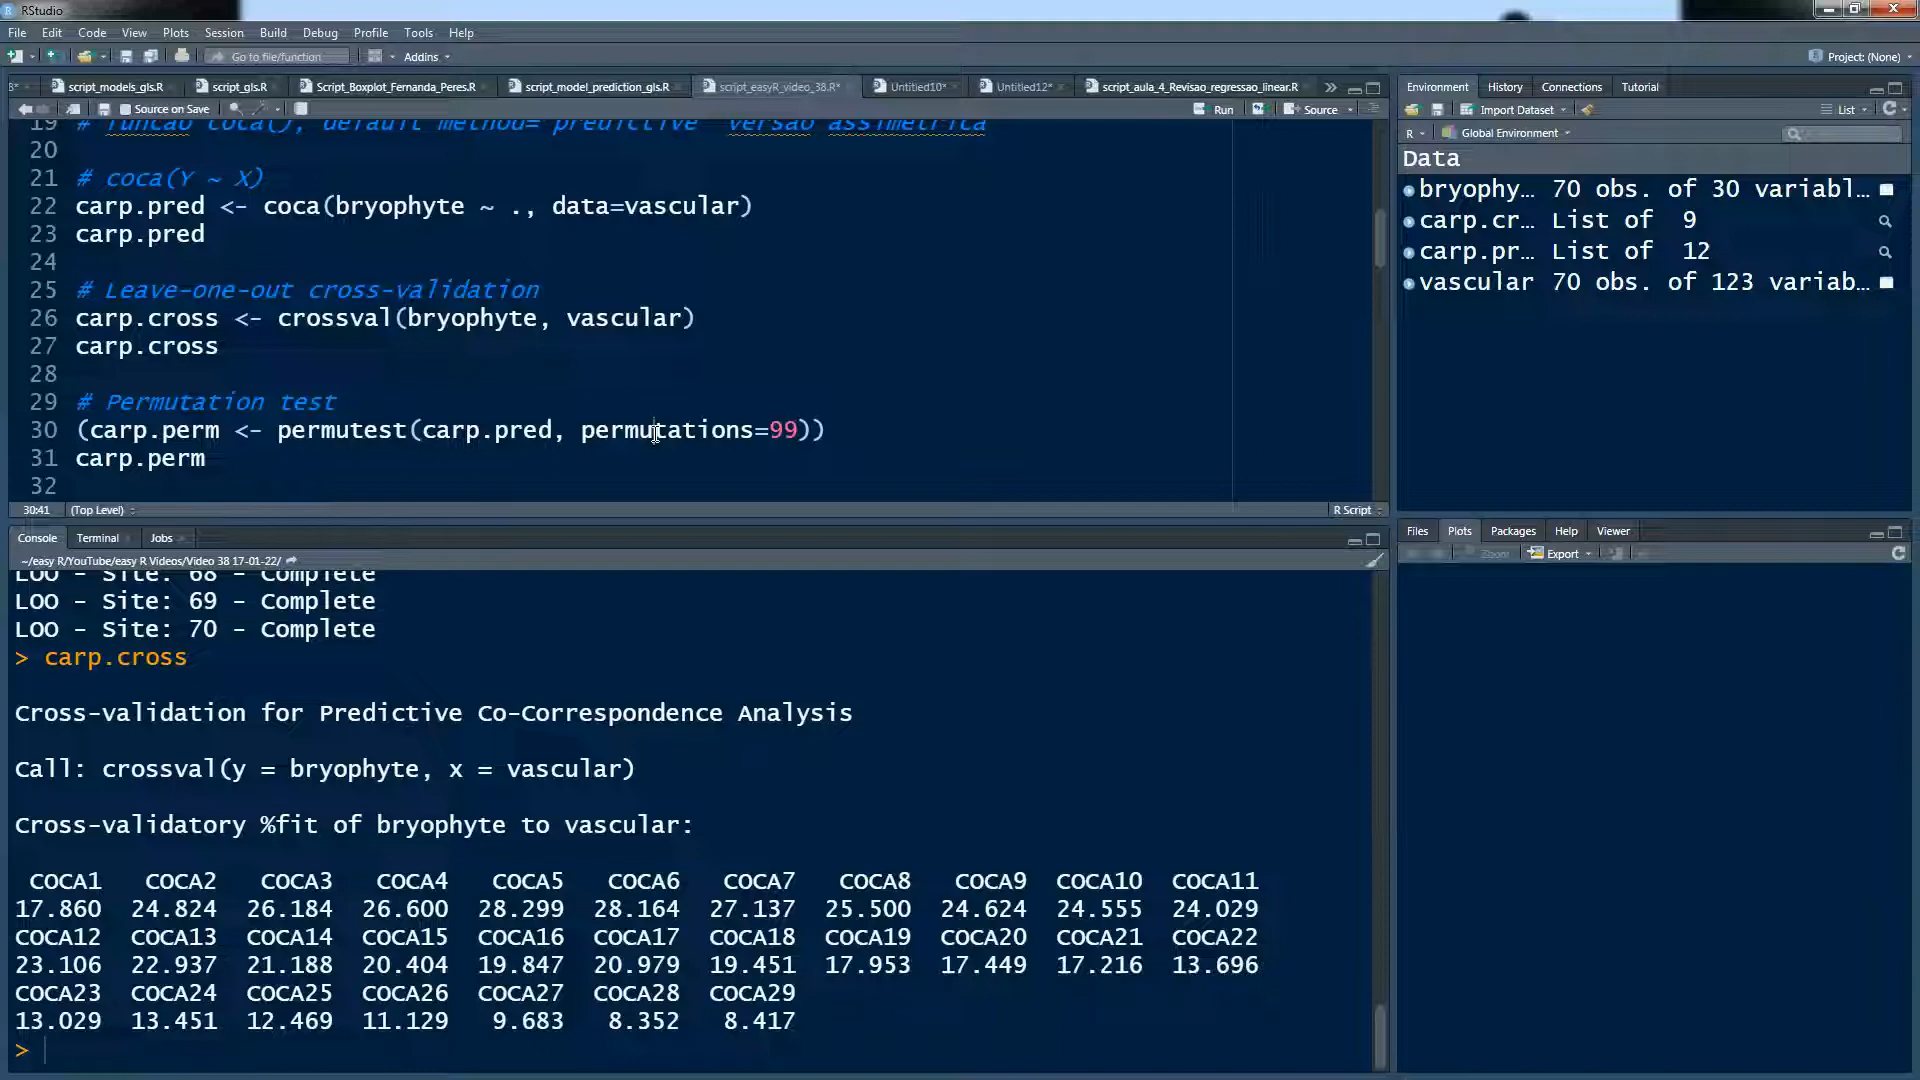 RStudio
File Edit Code View Plots Session Build Debug Profile Tools Help
Go to file/function Addins Project: (None)
script_models_gls.R script_gls.R Script_Boxplot_Fernanda_Peres.R script_model_prediction_gls.R script_easyR_video_38.R* Untitled10* Untitled12* script_aula_4_Revisao_regressao_linear.R
Source on Save Run Source
19 # funcao coca(), default method= predictive versao assimetrica
20
21 # coca(Y ~ X)
22 carp.pred <- coca(bryophyte ~ ., data=vascular)
23 carp.pred
24
25 # Leave-one-out cross-validation
26 carp.cross <- crossval(bryophyte, vascular)
27 carp.cross
28
29 # Permutation test
30 (carp.perm <- permutest(carp.pred, permutations=99))
31 carp.perm
32
30:41 (Top Level) R Script
Console Terminal Jobs
~/easy R/YouTube/easy R Videos/Video 38 17-01-22/
LOO - Site: 68 - Complete
LOO - Site: 69 - Complete
LOO - Site: 70 - Complete
> carp.cross
Cross-validation for Predictive Co-Correspondence Analysis
Call: crossval(y = bryophyte, x = vascular)
Cross-validatory %fit of bryophyte to vascular:
COCA1 COCA2 COCA3 COCA4 COCA5 COCA6 COCA7 COCA8 COCA9 COCA10 COCA11
17.860 24.824 26.184 26.600 28.299 28.164 27.137 25.500 24.624 24.555 24.029
COCA12 COCA13 COCA14 COCA15 COCA16 COCA17 COCA18 COCA19 COCA20 COCA21 COCA22
23.106 22.937 21.188 20.404 19.847 20.979 19.451 17.953 17.449 17.216 13.696
COCA23 COCA24 COCA25 COCA26 COCA27 COCA28 COCA29
13.029 13.451 12.469 11.129 9.683 8.352 8.417
>
Environment History Connections Tutorial
Import Dataset List
R Global Environment
Data
bryophy… 70 obs. of 30 variabl…
carp.cr… List of 9
carp.pr… List of 12
vascular 70 obs. of 123 variab…
Files Plots Packages Help Viewer
Zoom Export